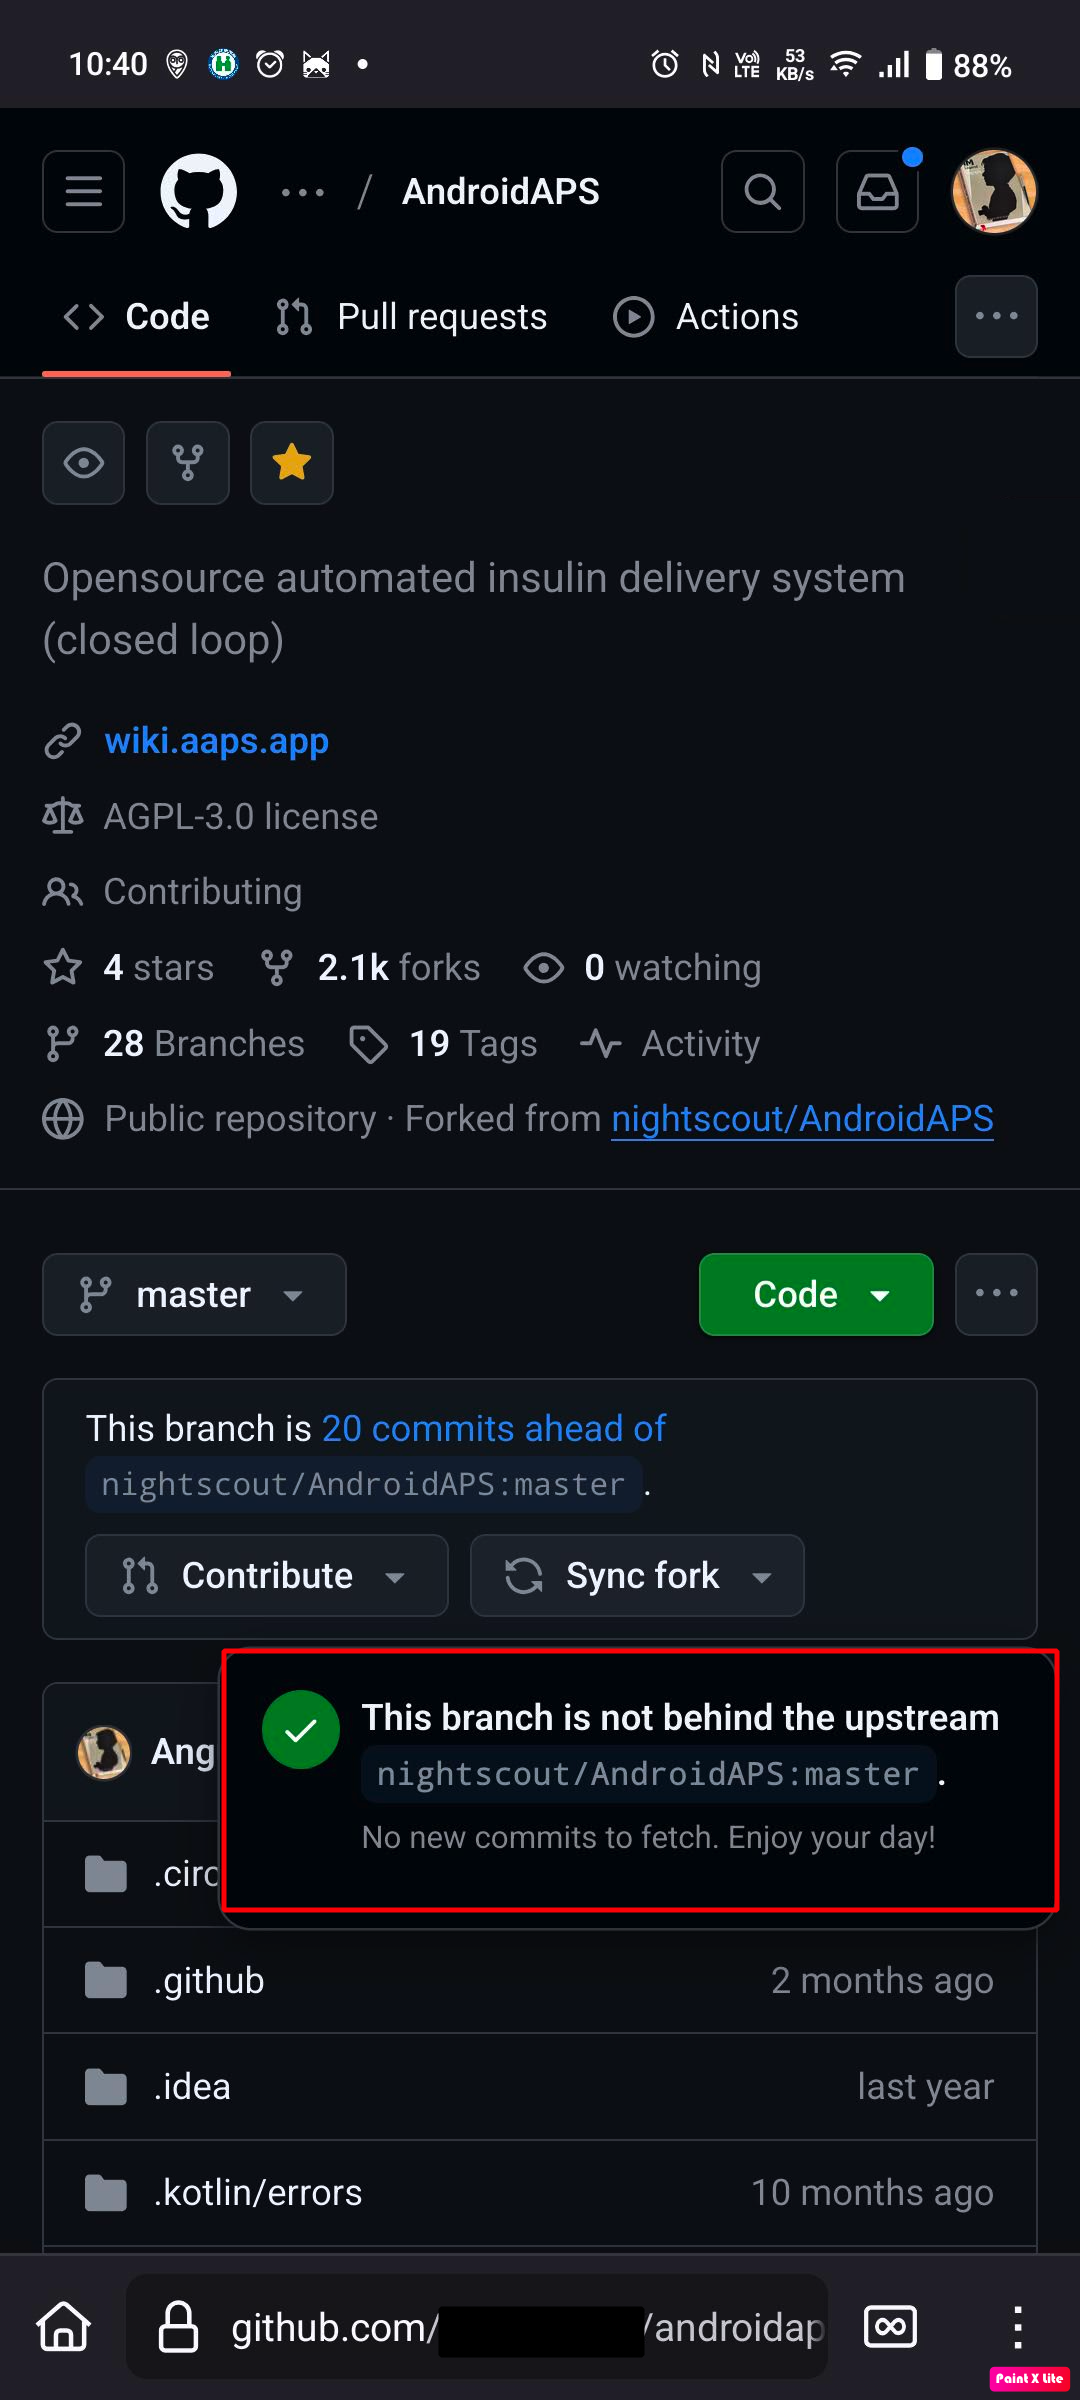 10:40
Vo)) LTE
53 KB/s
88%
/ AndroidAPS
Code
Pull requests
Actions
Opensource automated insulin delivery system
(closed loop)
wiki.aaps.app
AGPL-3.0 license
Contributing
4 stars
2.1k forks
0 watching
28 Branches
19 Tags
Activity
Public repository · Forked from nightscout/AndroidAPS
master
Code
This branch is 20 commits ahead of
nightscout/AndroidAPS:master .
Contribute
Sync fork
This branch is not behind the upstream
nightscout/AndroidAPS:master .
No new commits to fetch. Enjoy your day!
Ang
.circ
.github
2 months ago
.idea
last year
.kotlin/errors
10 months ago
github.com/
/androidap
Paint X Lite